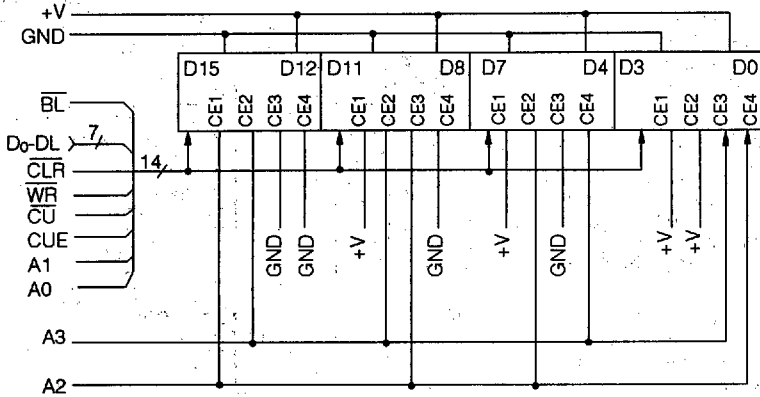 +V
GND
D15 D12 D11 D8 D7 D4 D3 D0
CE1 CE2 CE3 CE4 CE1 CE2 CE3 CE4 CE1 CE2 CE3 CE4 CE1 CE2 CE3 CE4
BL
D0-DL 7
CLR 14
WR
CU
CUE
A1
A0
GND GND +V GND +V GND +V +V
A3
A2